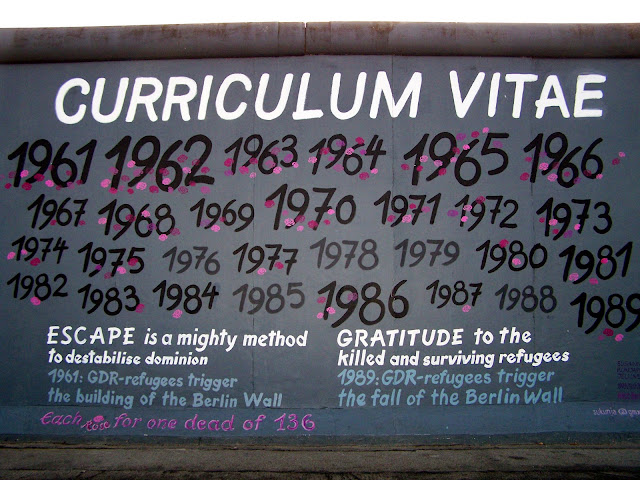 CURRICULUM VITAE
1961 1962 1963 1964 1965 1966
1967 1968 1969 1970 1971 1972 1973
1974 1975 1976 1977 1978 1979 1980 1981
1982 1983 1984 1985 1986 1987 1988 1989
ESCAPE is a mighty method
to destabilise dominion
1961: GDR-refugees trigger
the building of the Berlin Wall
GRATITUDE to the
killed and surviving refugees
1989: GDR-refugees trigger
the fall of the Berlin Wall
Each rose for one dead of 136